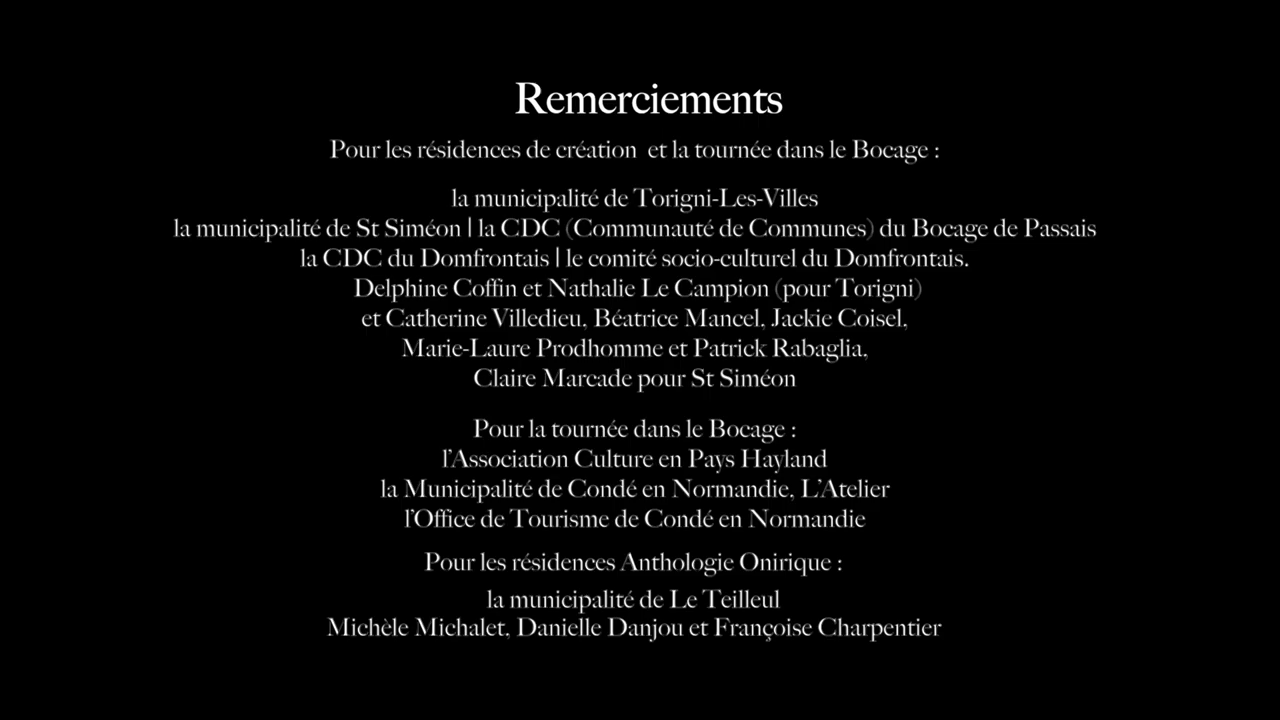 Remerciements
Pour les résidences de création et la tournée dans le Bocage :
la municipalité de Torigni-Les-Villes
la municipalité de St Siméon | la CDC (Communauté de Communes) du Bocage de Passais
la CDC du Domfrontais | le comité socio-culturel du Domfrontais.
Delphine Coffin et Nathalie Le Campion (pour Torigni)
et Catherine Villedieu, Béatrice Mancel, Jackie Coisel,
Marie-Laure Prodhomme et Patrick Rabaglia,
Claire Marcade pour St Siméon
Pour la tournée dans le Bocage :
l'Association Culture en Pays Hayland
la Municipalité de Condé en Normandie, L'Atelier
l'Office de Tourisme de Condé en Normandie
Pour les résidences Anthologie Onirique :
la municipalité de Le Teilleul
Michèle Michalet, Danielle Danjou et Françoise Charpentier